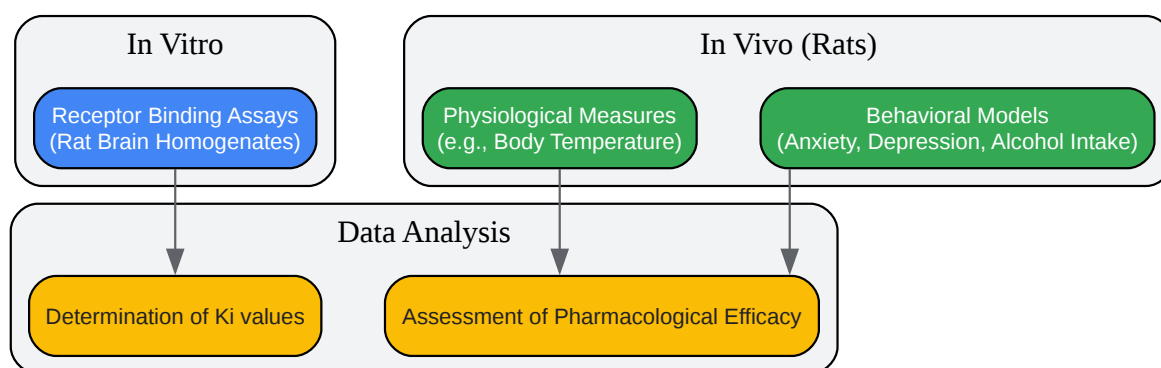 In Vitro
Receptor Binding Assays
(Rat Brain Homogenates)
In Vivo (Rats)
Physiological Measures
(e.g., Body Temperature)
Behavioral Models
(Anxiety, Depression, Alcohol Intake)
Data Analysis
Determination of Ki values
Assessment of Pharmacological Efficacy